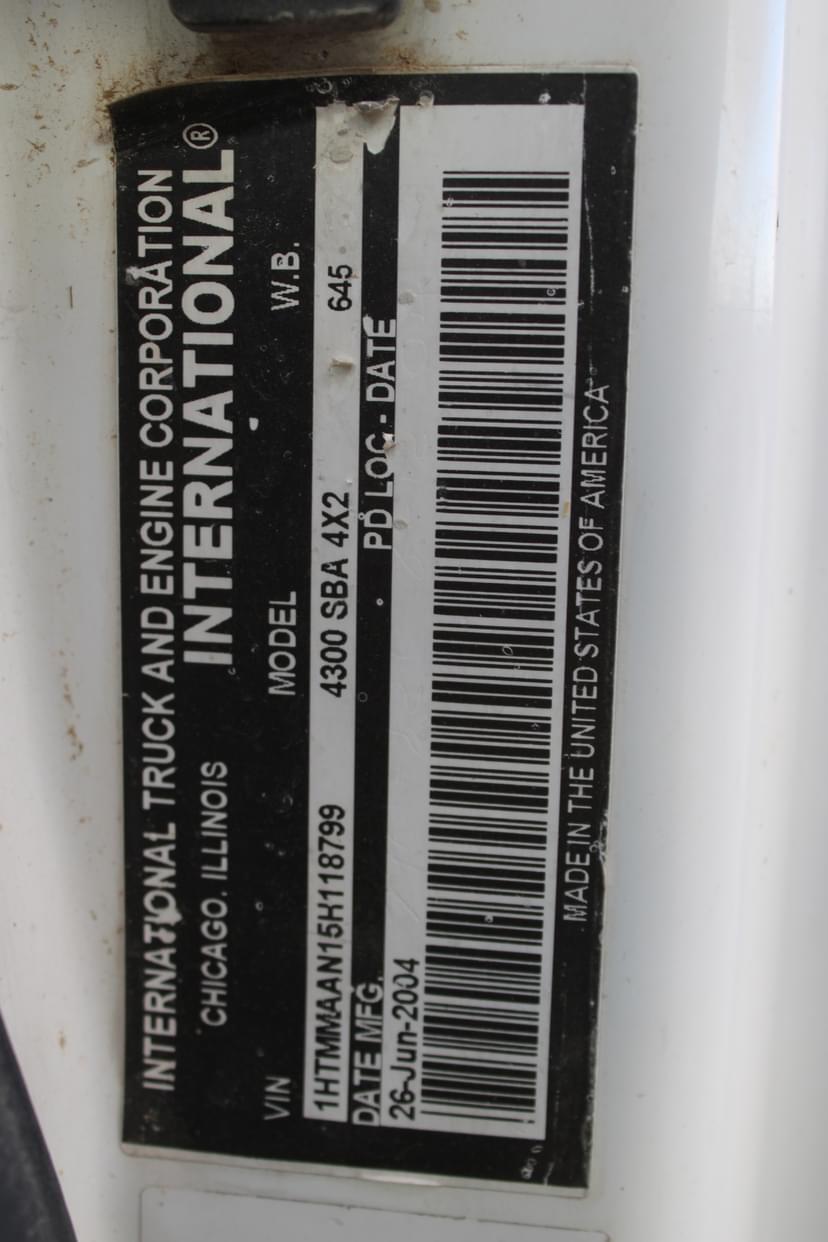 INTERNATIONAL TRUCK AND ENGINE CORPORATION
CHICAGO, ILLINOIS INTERNATIONAL®
VIN MODEL W.B.
1HTMMAAN15H118799 4300 SBA 4X2 645
DATE MFG. PD LOC - DATE
26-Jun-2004
MADE IN THE UNITED STATES OF AMERICA